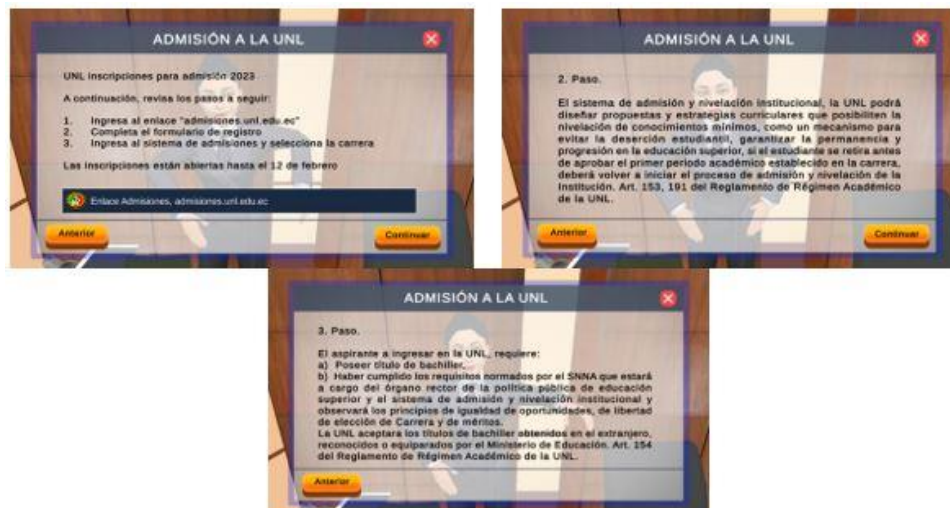 ADMISIÓN A LA UNL
UNL inscripciones para admisión 2023
A continuación, revisa los pasos a seguir:
1. Ingresa al enlace "admisiones.unl.edu.ec"
2. Completa el formulario de registro
3. Ingresa al sistema de admisiones y selecciona la carrera
Las inscripciones están abiertas hasta el 12 de febrero
Enlace Admisiones, admisiones.unl.edu.ec
Anterior
Continuar
ADMISIÓN A LA UNL
2. Paso.
El sistema de admisión y nivelación institucional, la UNL podrá
diseñar propuestas y estrategias curriculares que posibiliten la
nivelación de conocimientos mínimos, como un mecanismo para
evitar la deserción estudiantil, garantizar la permanencia y
progresión en la educación superior, si el estudiante se retira antes
de aprobar el primer período académico establecido en la carrera,
deberá volver a iniciar el proceso de admisión y nivelación de la
Institución. Art. 153, 191 del Reglamento de Régimen Académico
de la UNL.
Anterior
Continuar
ADMISIÓN A LA UNL
3. Paso.
El aspirante a ingresar en la UNL, requiere:
a) Poseer título de bachiller.
b) Haber cumplido los requisitos normados por el SNNA que estará
a cargo del órgano rector de la política pública de educación
superior y el sistema de admisión y nivelación institucional y
observará los principios de igualdad de oportunidades, de libertad
de elección de Carrera y de méritos.
La UNL aceptara los títulos de bachiller obtenidos en el extranjero,
reconocidos o equiparados por el Ministerio de Educación. Art. 154
del Reglamento de Régimen Académico de la UNL.
Anterior